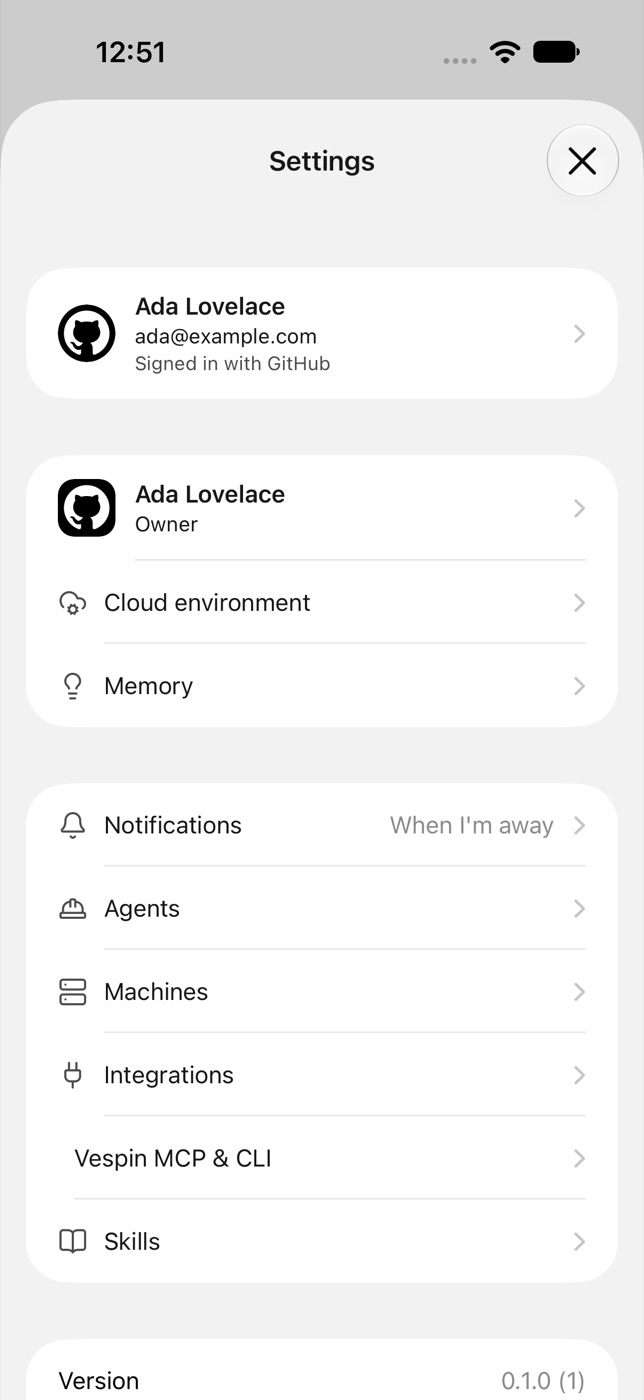 12:51
Settings
Ada Lovelace
ada@example.com
Signed in with GitHub
Ada Lovelace
Owner
Cloud environment
Memory
Notifications When I'm away
Agents
Machines
Integrations
Vespin MCP & CLI
Skills
Version 0.1.0 (1)